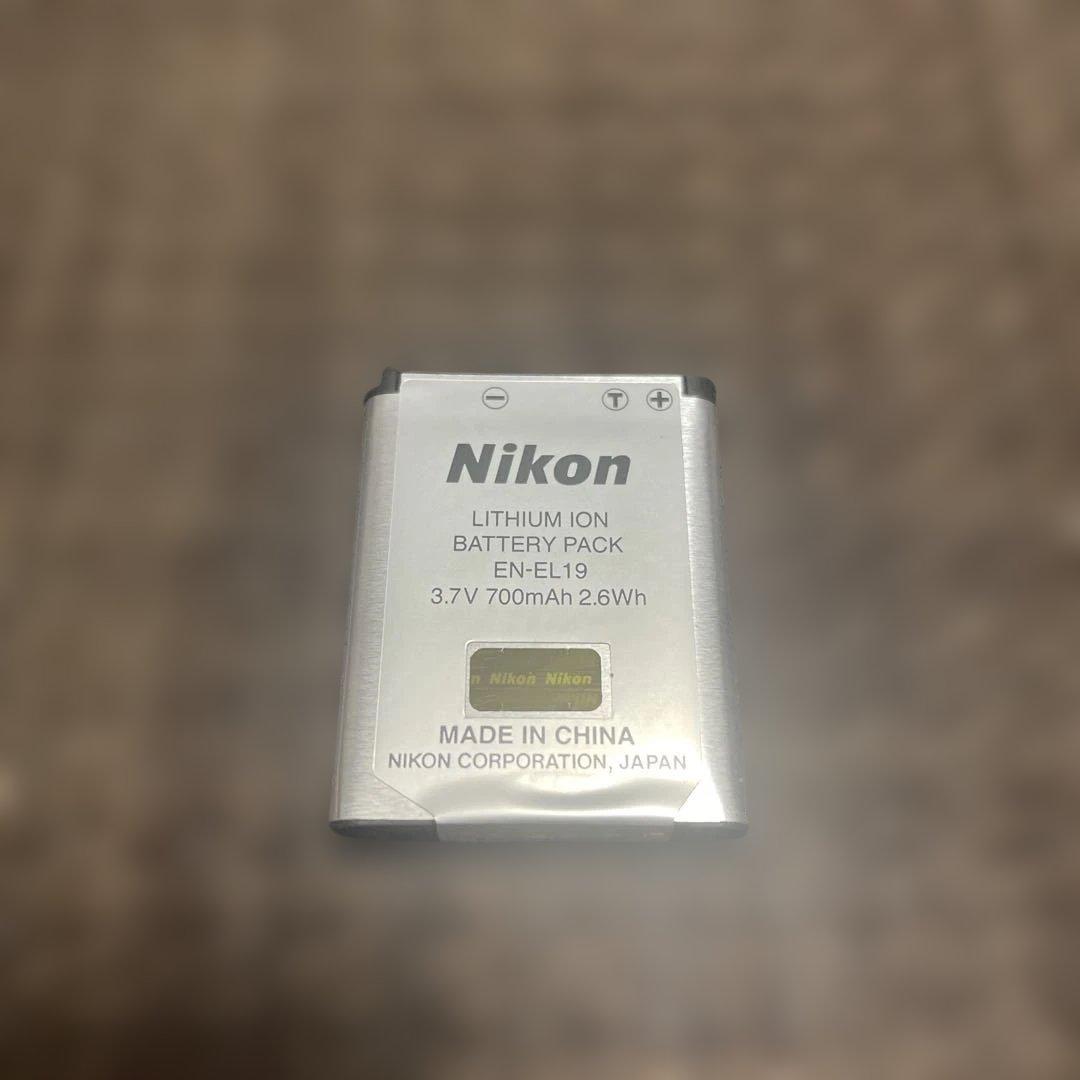 − T +
Nikon
LITHIUM ION
BATTERY PACK
EN-EL19
3.7V 700mAh 2.6Wh
n Nikon Nikon
MADE IN CHINA
NIKON CORPORATION, JAPAN